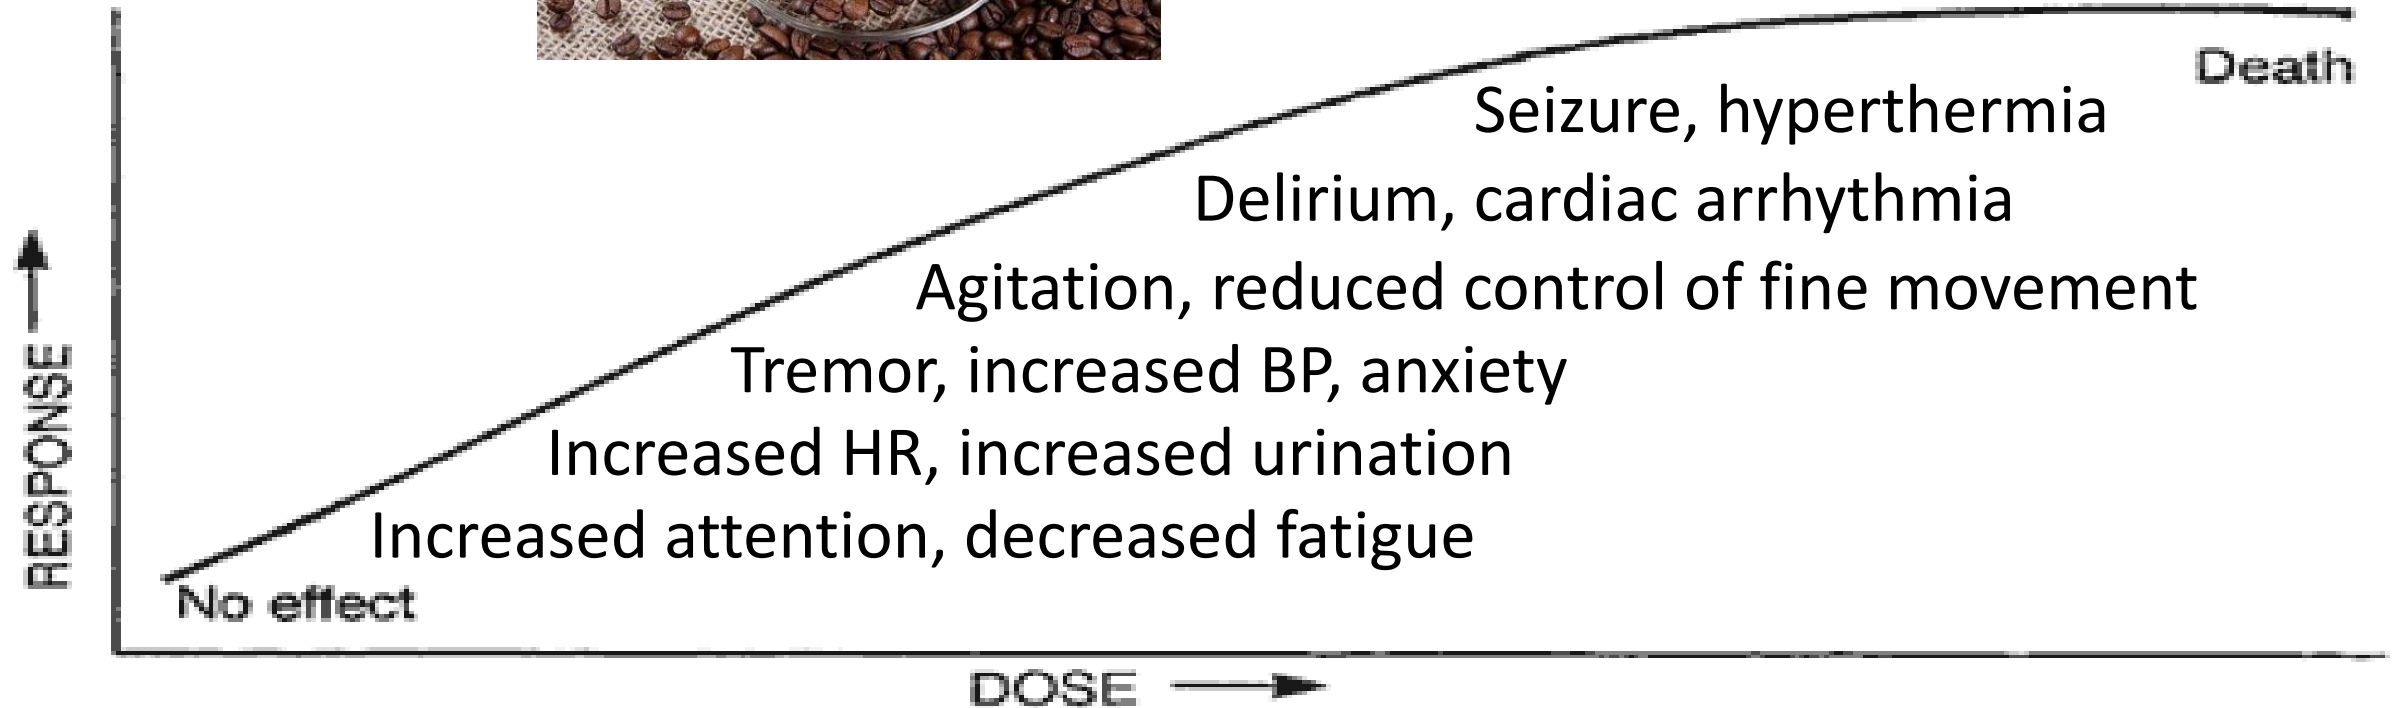 Death
Seizure, hyperthermia
Delirium, cardiac arrhythmia
Agitation, reduced control of fine movement
Tremor, increased BP, anxiety
Increased HR, increased urination
Increased attention, decreased fatigue
No effect
RESPONSE
DOSE